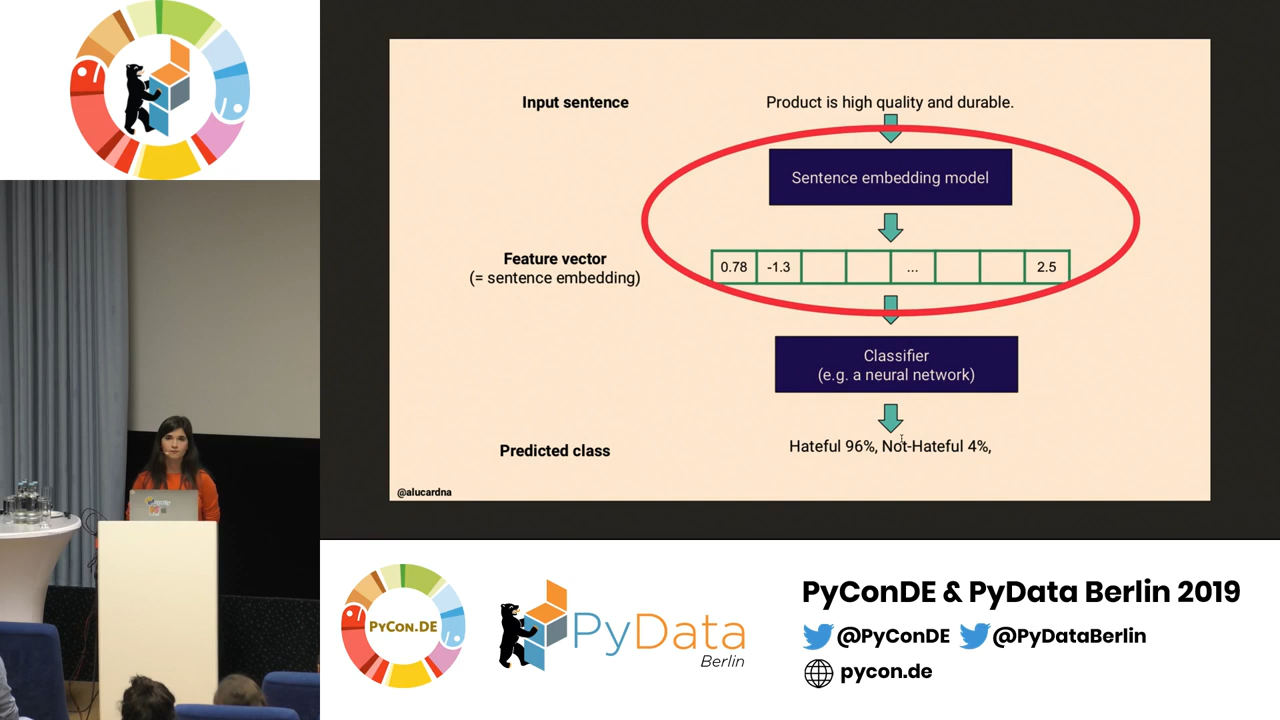 Input sentence
Product is high quality and durable.
Sentence embedding model
Feature vector
(= sentence embedding)
0.78 -1.3 ... 2.5
Classifier
(e.g. a neural network)
Predicted class
Hateful 96%, Not-Hateful 4%,
@alucardna
PyCon.DE
PyData
Berlin
PyConDE & PyData Berlin 2019
@PyConDE @PyDataBerlin
pycon.de